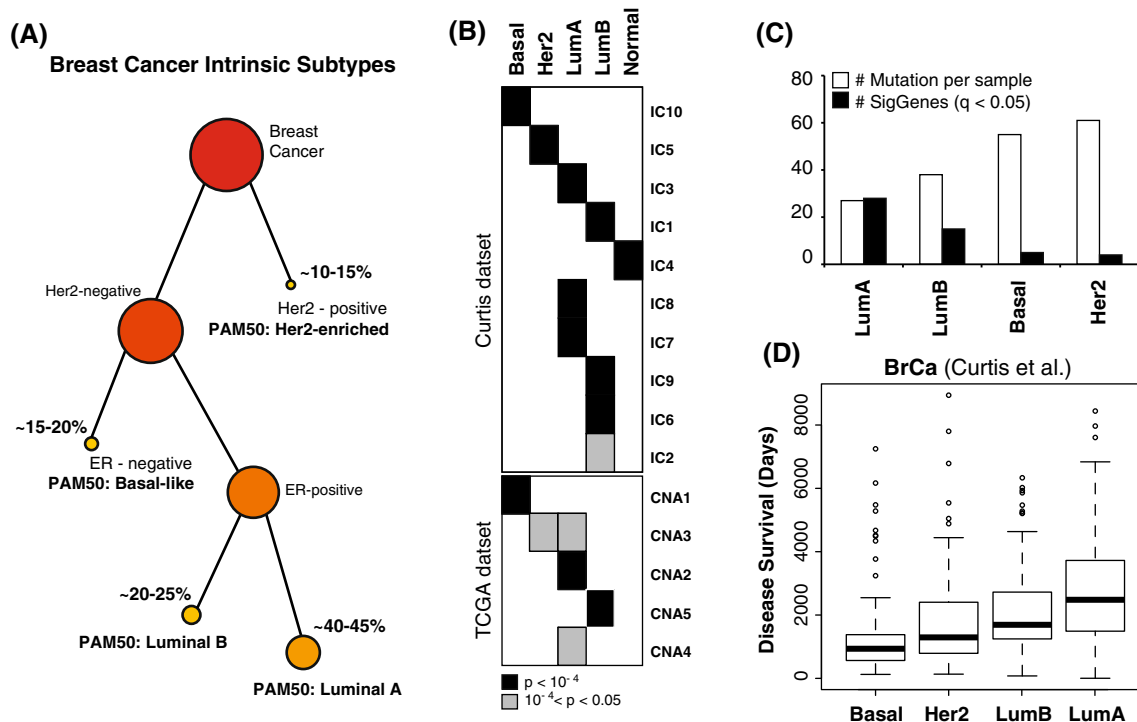 (A)
Breast Cancer Intrinsic Subtypes
Breast
Cancer
~10-15%
Her2-negative
Her2 - positive
PAM50: Her2-enriched
~15-20%
ER - negative
PAM50: Basal-like
ER-positive
~20-25%
PAM50: Luminal B
~40-45%
PAM50: Luminal A
(B)
Basal
Her2
LumA
LumB
Normal
Curtis datset
IC10
IC5
IC3
IC1
IC4
IC8
IC7
IC9
IC6
IC2
TCGA datset
CNA1
CNA3
CNA2
CNA5
CNA4
p < 10⁻⁴
10⁻⁴< p < 0.05
(C)
# Mutation per sample
# SigGenes (q < 0.05)
80
60
40
20
0
LumA
LumB
Basal
Her2
(D)
BrCa (Curtis et al.)
Disease Survival (Days)
8000
6000
4000
2000
0
Basal
Her2
LumB
LumA